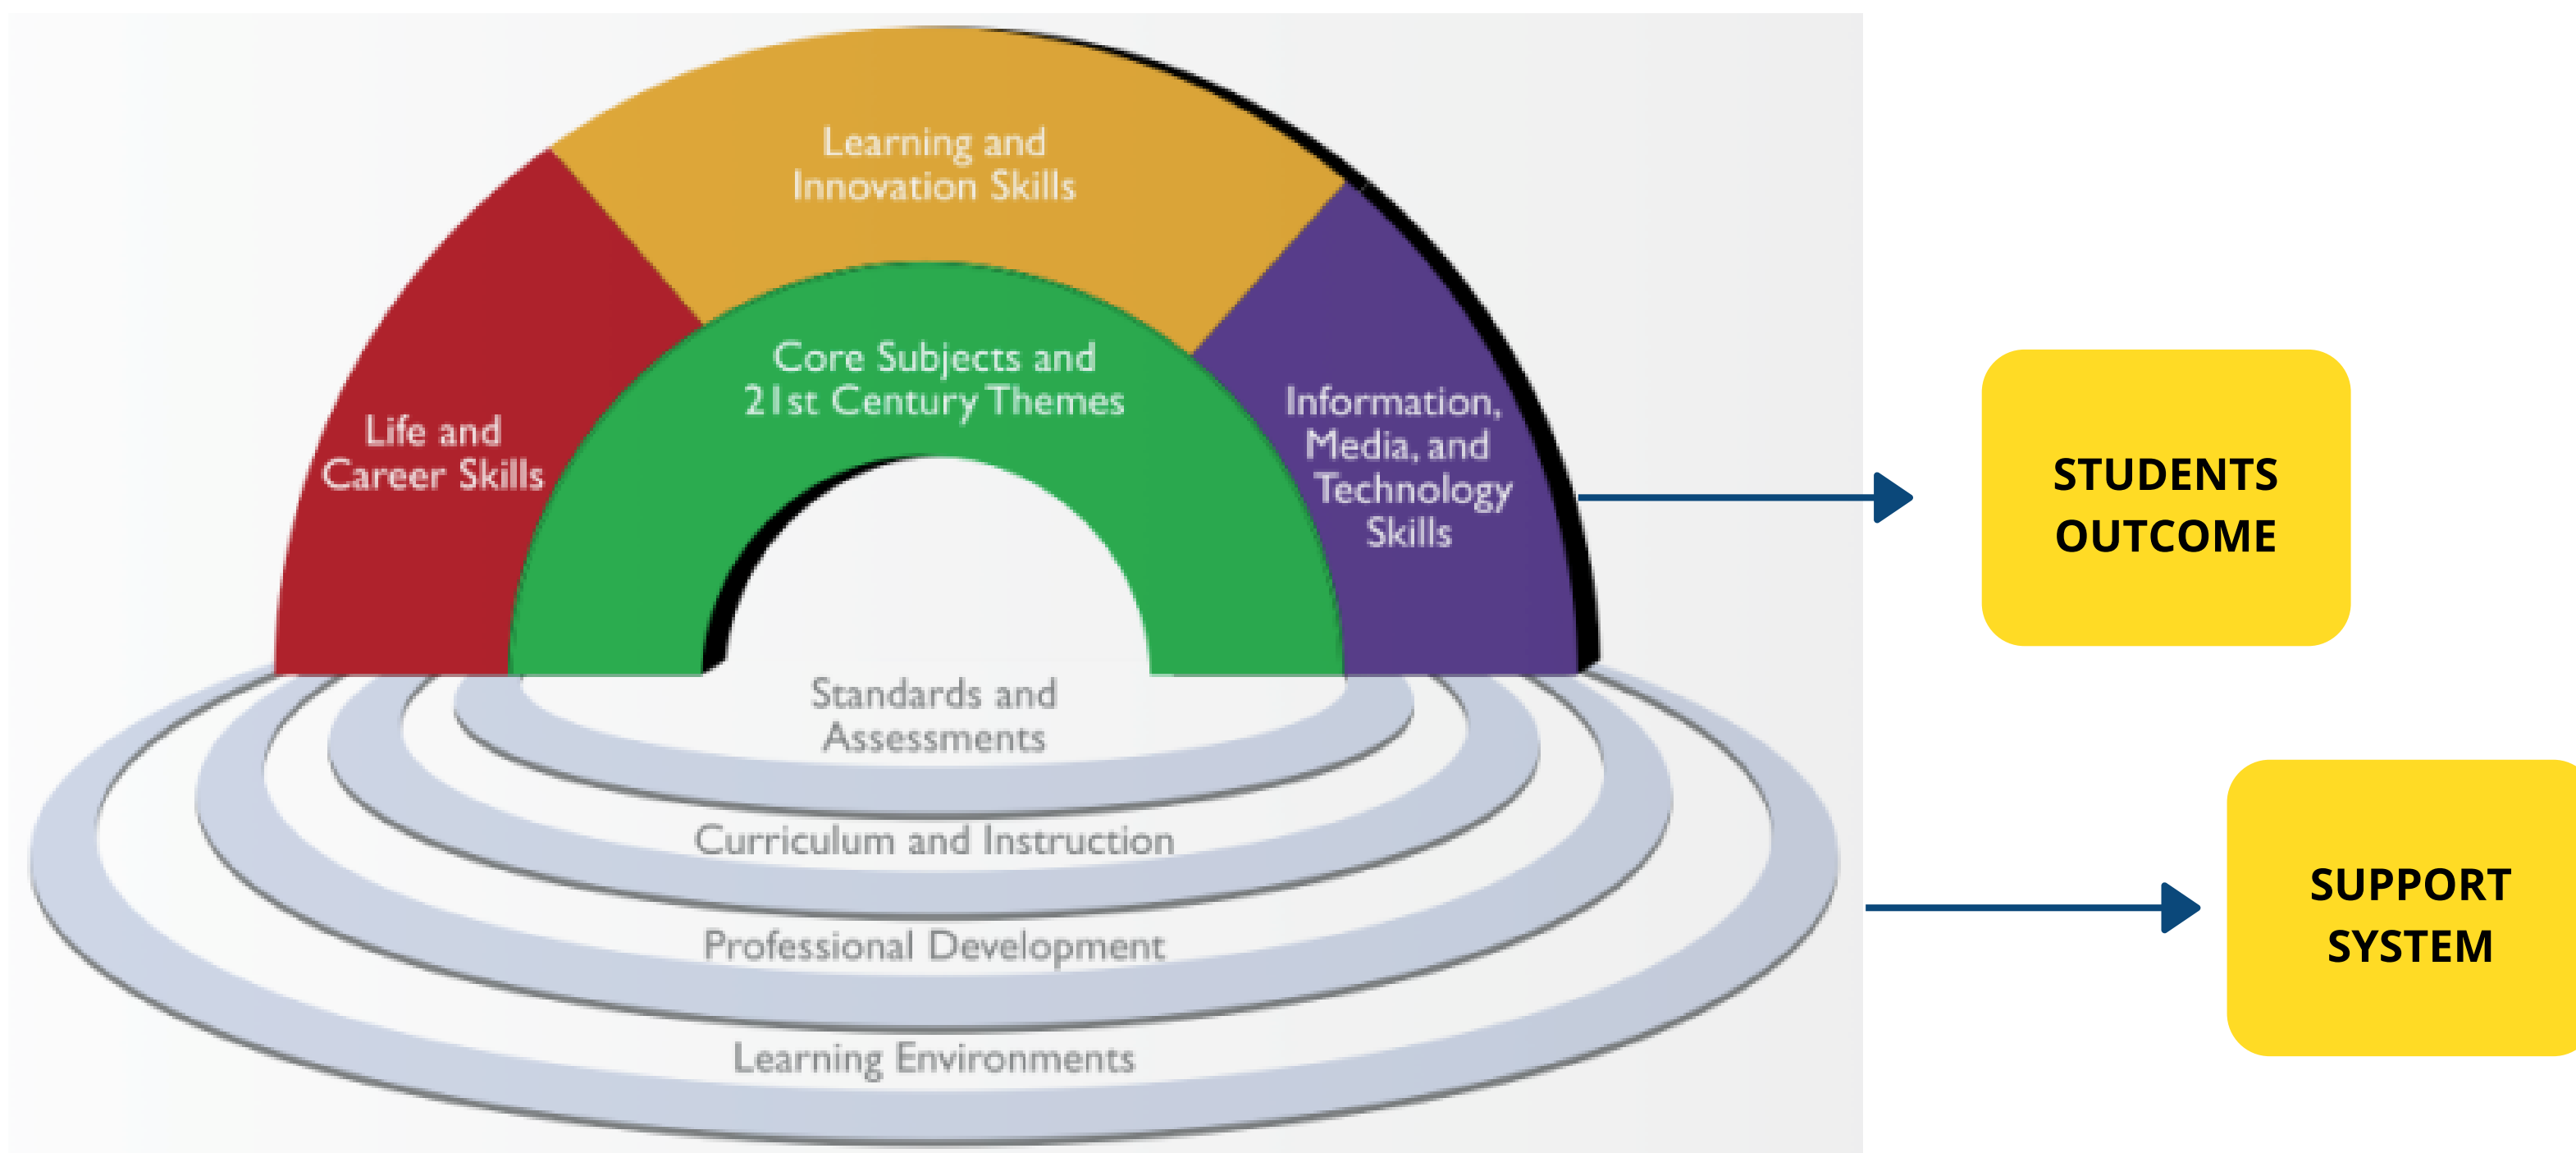 Learning and
Innovation Skills
Core Subjects and
21st Century Themes
Life and
Career Skills
Information,
Media, and
Technology
Skills
STUDENTS
OUTCOME
Standards and
Assessments
Curriculum and Instruction
Professional Development
Learning Environments
SUPPORT
SYSTEM